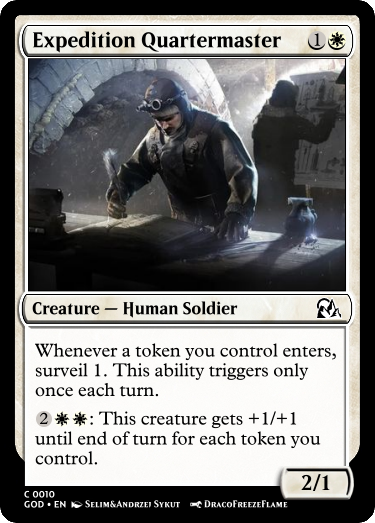 Expedition Quartermaster 1
Creature — Human Soldier
Whenever a token you control enters,
surveil 1. This ability triggers only
once each turn.
2: This creature gets +1/+1
until end of turn for each token you
control.
2/1
C 0010
GOD • EN Selim&Andrzej Sykut DracoFreezeFlame